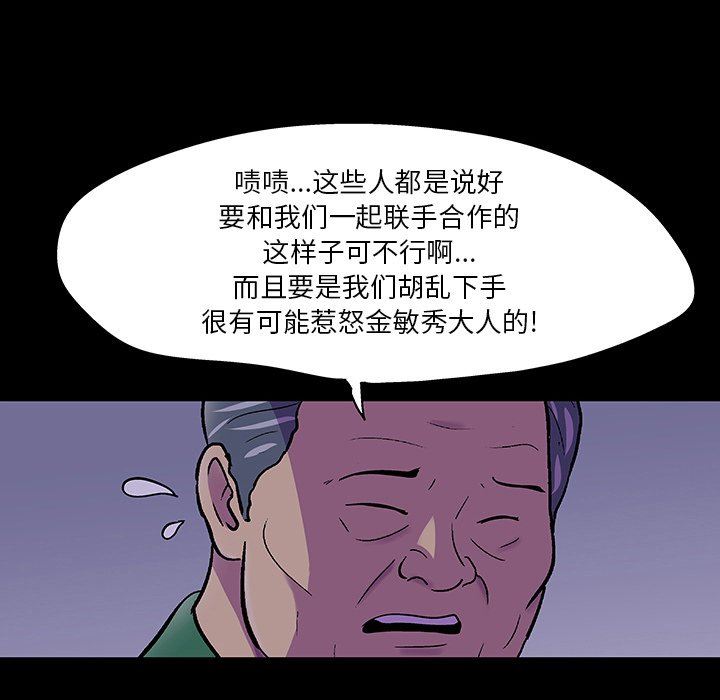 啧啧...这些人都是说好
要和我们一起联手合作的
这样子可不行啊...
而且要是我们胡乱下手
很有可能惹怒金敏秀大人的!